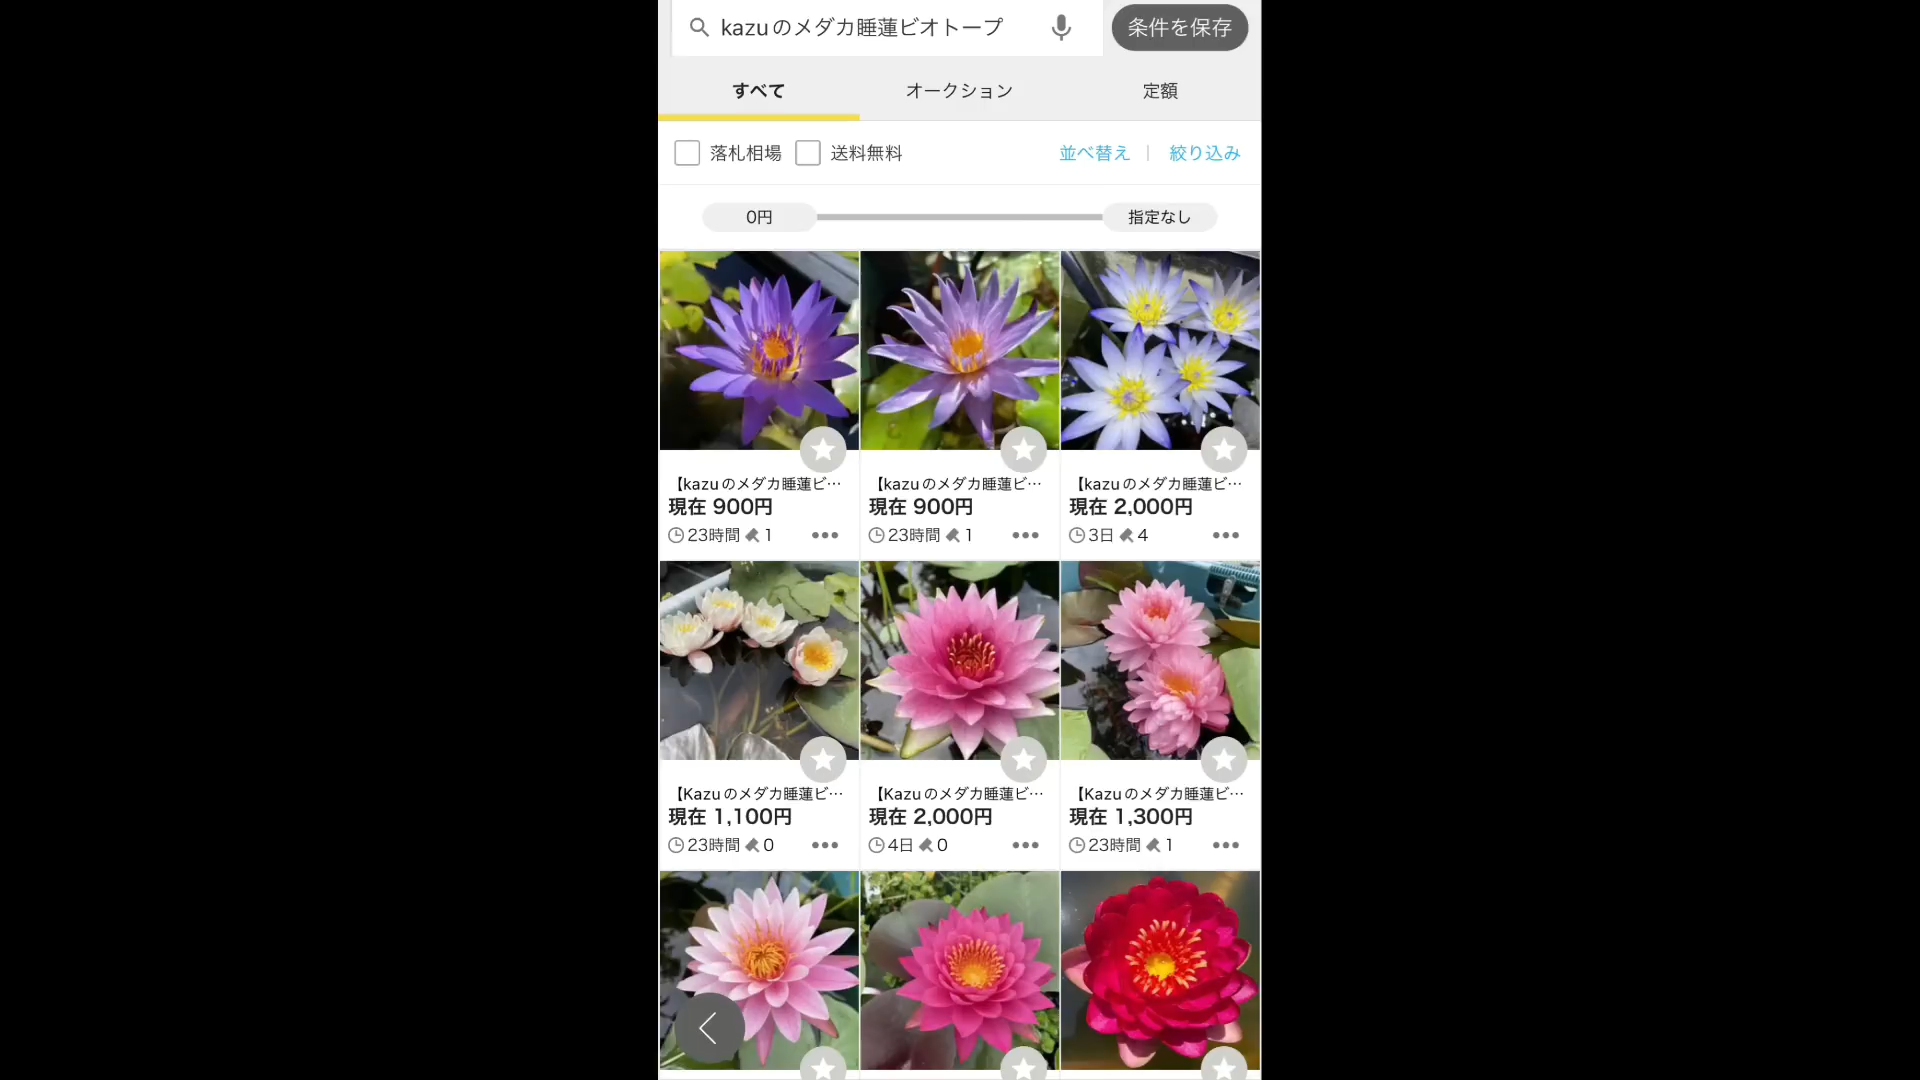 kazuのメダカ睡蓮ビオトープ
条件を保存
すべて
オークション
定額
落札相場
送料無料
並べ替え
絞り込み
0円
指定なし
【kazuのメダカ睡蓮ビ…
【kazuのメダカ睡蓮ビ…
【kazuのメダカ睡蓮ビ…
現在 900円
現在 900円
現在 2,000円
23時間 1
23時間 1
3日 4
【Kazuのメダカ睡蓮ビ…
【Kazuのメダカ睡蓮ビ…
【Kazuのメダカ睡蓮ビ…
現在 1,100円
現在 2,000円
現在 1,300円
23時間 0
4日 0
23時間 1